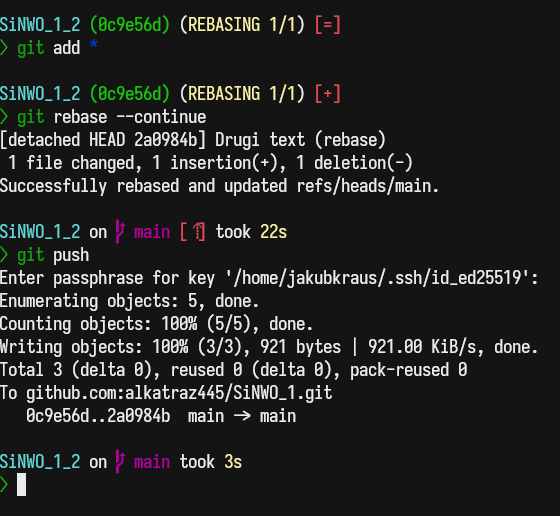 SiNWO_1_2 (0c9e56d) (REBASING 1/1) [=]
❯ git add *
SiNWO_1_2 (0c9e56d) (REBASING 1/1) [+]
❯ git rebase --continue
[detached HEAD 2a0984b] Drugi text (rebase)
 1 file changed, 1 insertion(+), 1 deletion(-)
Successfully rebased and updated refs/heads/main.
SiNWO_1_2 on main [⇡] took 22s
❯ git push
Enter passphrase for key '/home/jakubkraus/.ssh/id_ed25519':
Enumerating objects: 5, done.
Counting objects: 100% (5/5), done.
Writing objects: 100% (3/3), 921 bytes | 921.00 KiB/s, done.
Total 3 (delta 0), reused 0 (delta 0), pack-reused 0
To github.com:alkatraz445/SiNWO_1.git
   0c9e56d..2a0984b  main -> main
SiNWO_1_2 on main took 3s
❯